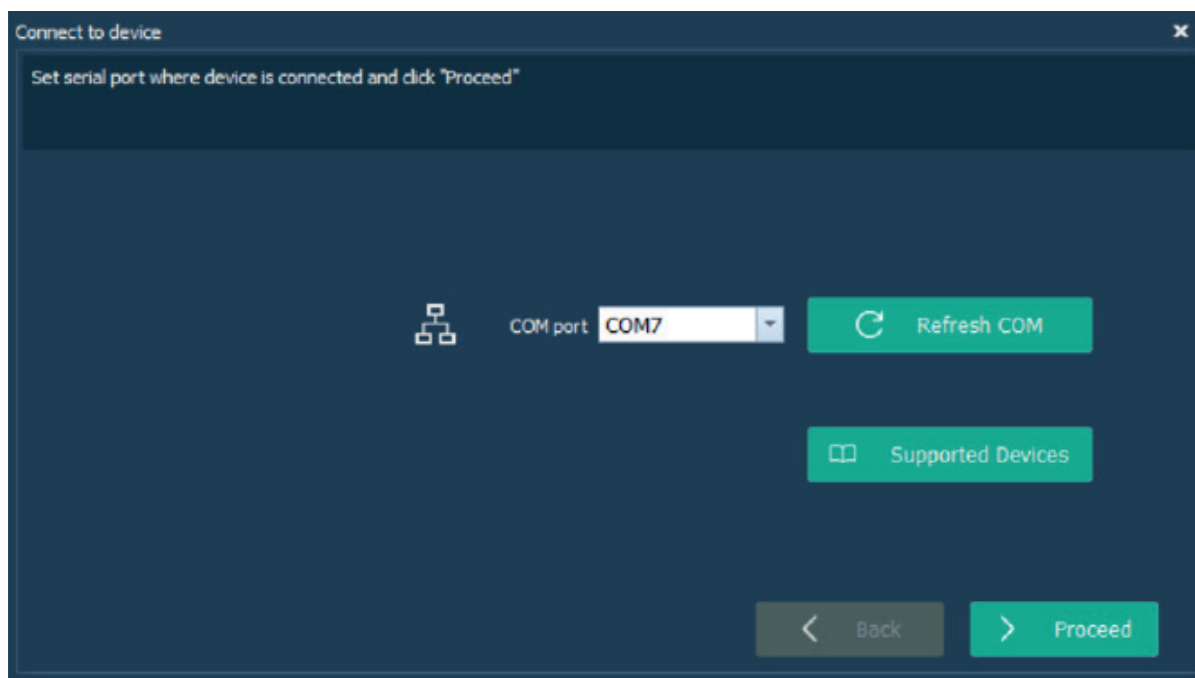 Connect to device
Set serial port where device is connected and click "Proceed"
COM port COM7 Refresh COM
Supported Devices
Back Proceed